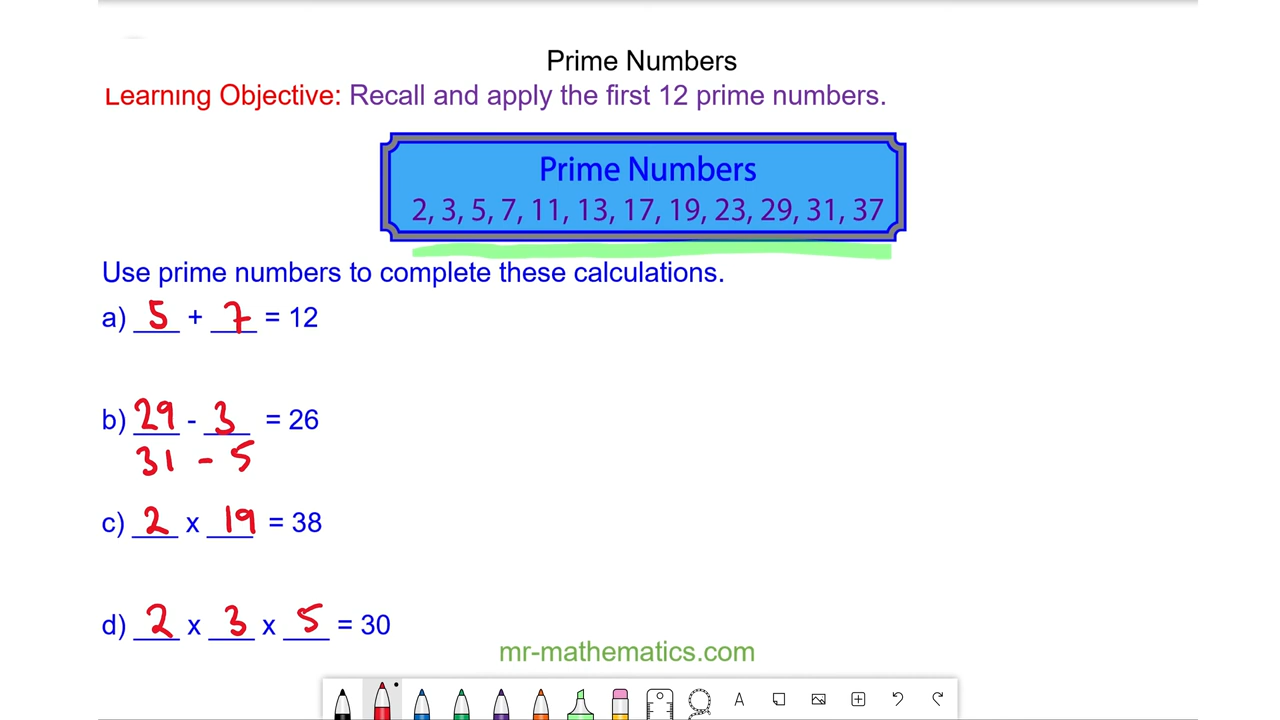 Prime Numbers
Learning Objective: Recall and apply the first 12 prime numbers.
Prime Numbers
2, 3, 5, 7, 11, 13, 17, 19, 23, 29, 31, 37
Use prime numbers to complete these calculations.
a) 5 + 7 = 12
b) 29 - 3 = 26
31 - 5
c) 2 x 19 = 38
d) 2 x 3 x 5 = 30
mr-mathematics.com
A